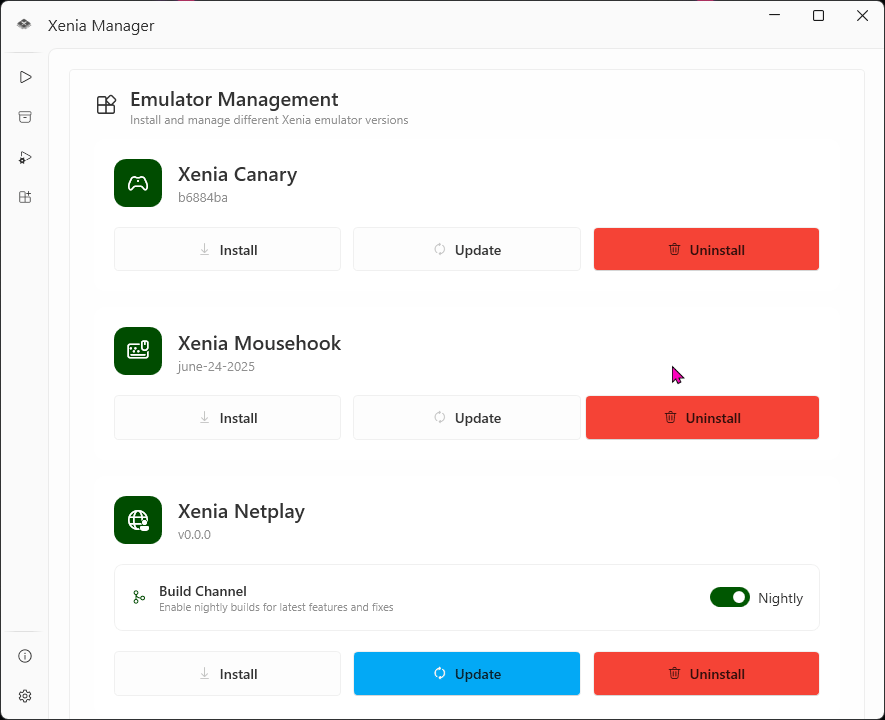 Xenia Manager
Emulator Management
Install and manage different Xenia emulator versions
Xenia Canary
b6884ba
Install
Update
Uninstall
Xenia Mousehook
june-24-2025
Install
Update
Uninstall
Xenia Netplay
v0.0.0
Build Channel
Enable nightly builds for latest features and fixes
Nightly
Install
Update
Uninstall